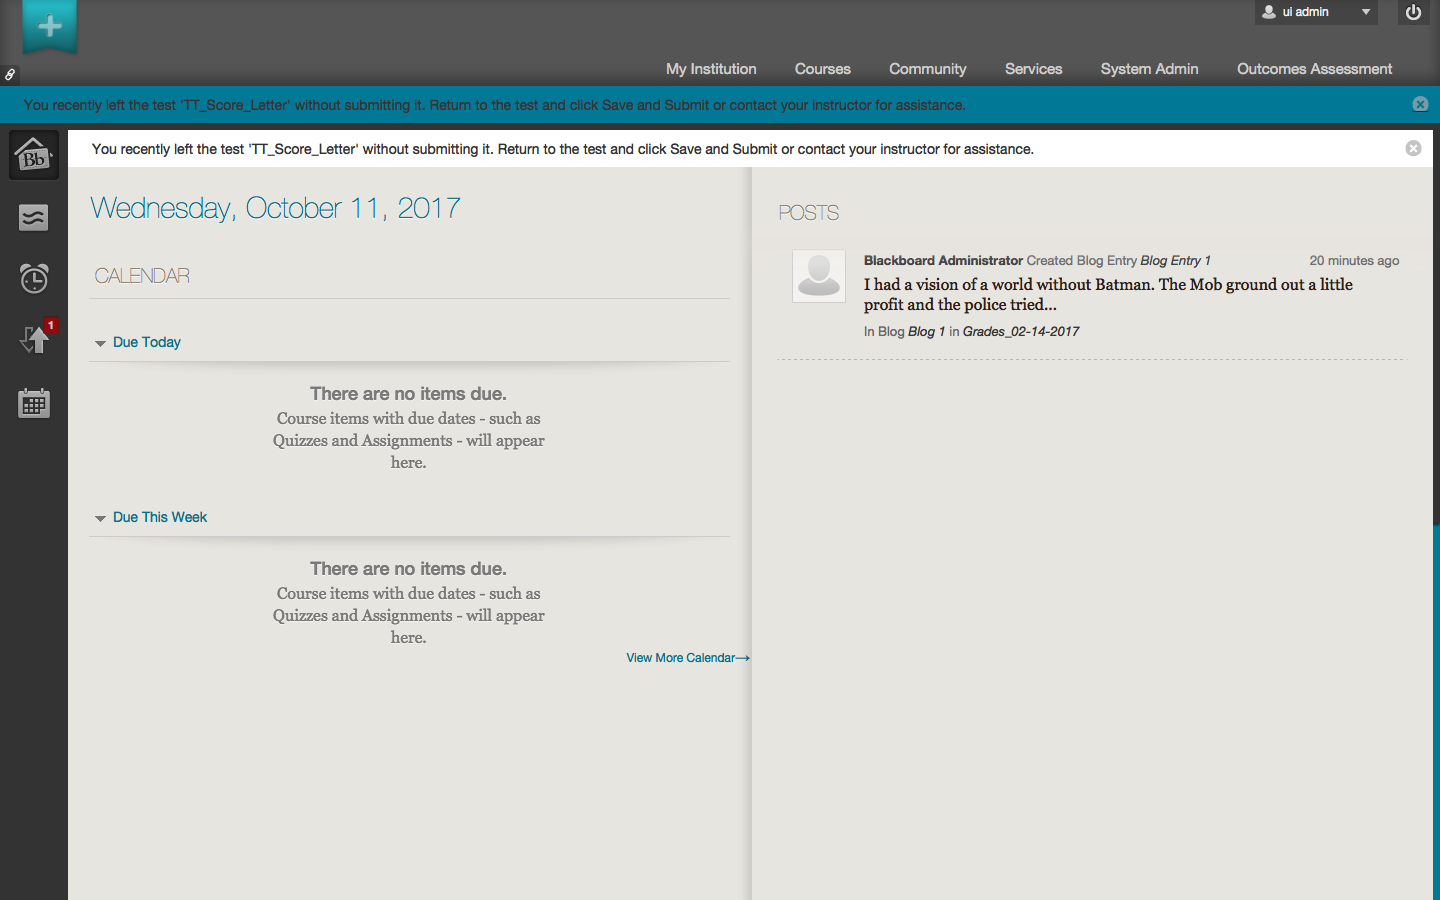 ui admin
My Institution Courses Community Services System Admin Outcomes Assessment
You recently left the test 'TT_Score_Letter' without submitting it. Return to the test and click Save and Submit or contact your instructor for assistance.
Bb
You recently left the test 'TT_Score_Letter' without submitting it. Return to the test and click Save and Submit or contact your instructor for assistance.
Wednesday, October 11, 2017
CALENDAR
1
Due Today
There are no items due.
Course items with due dates - such as
Quizzes and Assignments - will appear
here.
Due This Week
There are no items due.
Course items with due dates - such as
Quizzes and Assignments - will appear
here.
View More Calendar→
POSTS
Blackboard Administrator Created Blog Entry Blog Entry 1 20 minutes ago
I had a vision of a world without Batman. The Mob ground out a little
profit and the police tried...
In Blog Blog 1 in Grades_02-14-2017